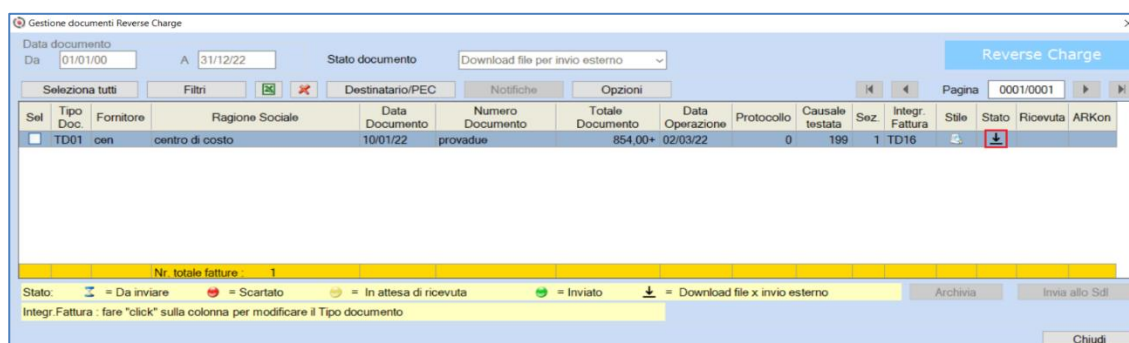 Gestione documenti Reverse Charge
Data documento
Da 01/01/00 A 31/12/22 Stato documento Download file per invio esterno Reverse Charge
Seleziona tutti Filtri Destinatario/PEC Notifiche Opzioni Pagina 0001/0001
Sel Tipo Doc. Fornitore Ragione Sociale Data Documento Numero Documento Totale Documento Data Operazione Protocollo Causale testata Sez. Integr. Fattura Stile Stato Ricevuta ARKon
TD01 cen centro di costo 10/01/22 provadue 854,00+ 02/03/22 0 199 1 TD16
Nr. totale fatture : 1
Stato: = Da inviare = Scartato = In attesa di ricevuta = Inviato = Download file x invio esterno Archivia Invia allo SdI
Integr.Fattura : fare "click" sulla colonna per modificare il Tipo documento
Chiudi